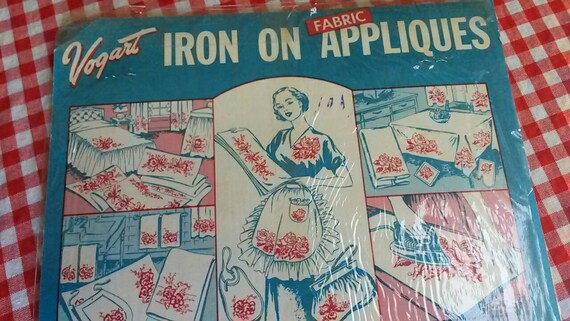 Vogart
IRON ON FABRIC APPLIQUES